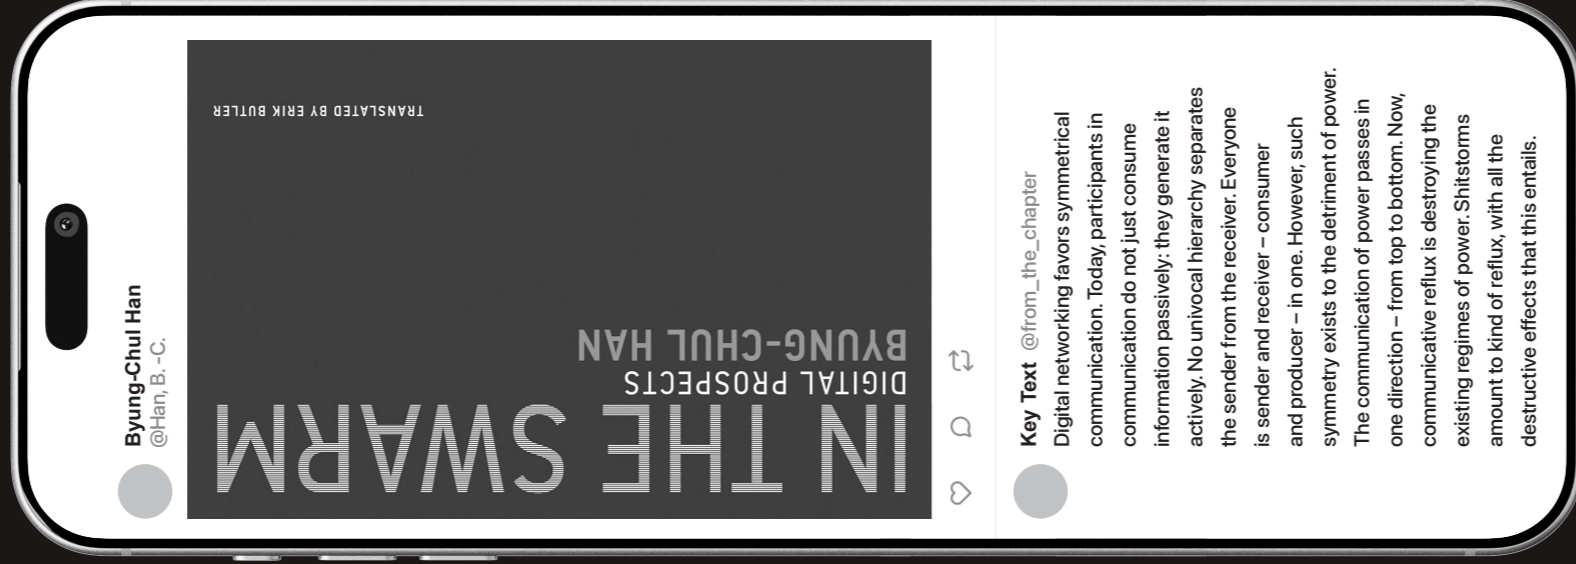 Byung-Chul Han
@Han, B. -C.
IN THE SWARM
DIGITAL PROSPECTS
BYUNG-CHUL HAN
TRANSLATED BY ERIK BUTLER
Key Text @from_the_chapter
Digital networking favors symmetrical
communication. Today, participants in
communication do not just consume
information passively: they generate it
actively. No univocal hierarchy separates
the sender from the receiver. Everyone
is sender and receiver – consumer
and producer – in one. However, such
symmetry exists to the detriment of power.
The communication of power passes in
one direction – from top to bottom. Now,
communicative reflux is destroying the
existing regimes of power. Shitstorms
amount to kind of reflux, with all the
destructive effects that this entails.